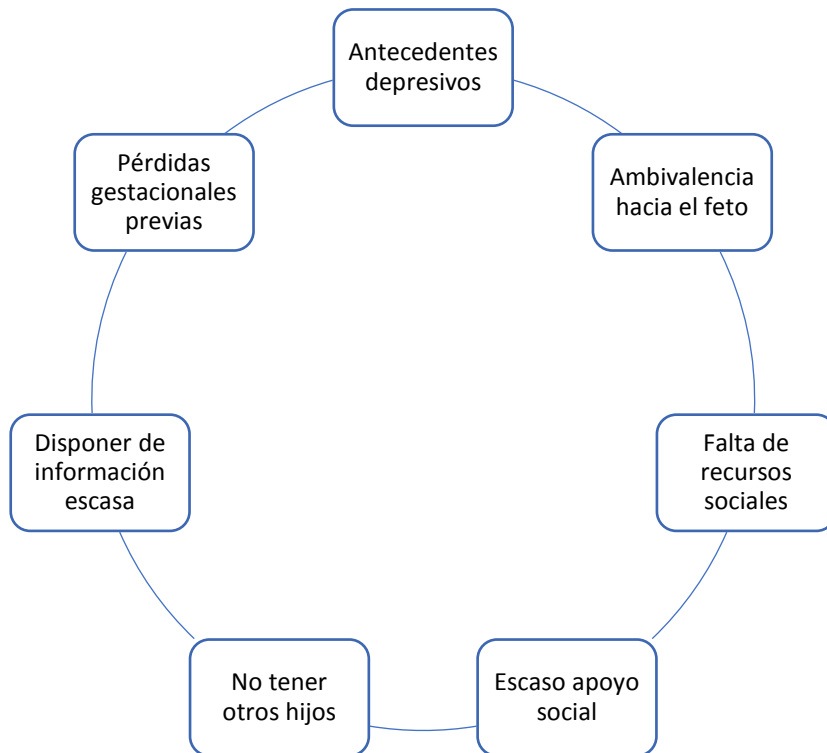 Antecedentes
depresivos
Ambivalencia
hacia el feto
Falta de
recursos
sociales
Escaso apoyo
social
No tener
otros hijos
Disponer de
información
escasa
Pérdidas
gestacionales
previas